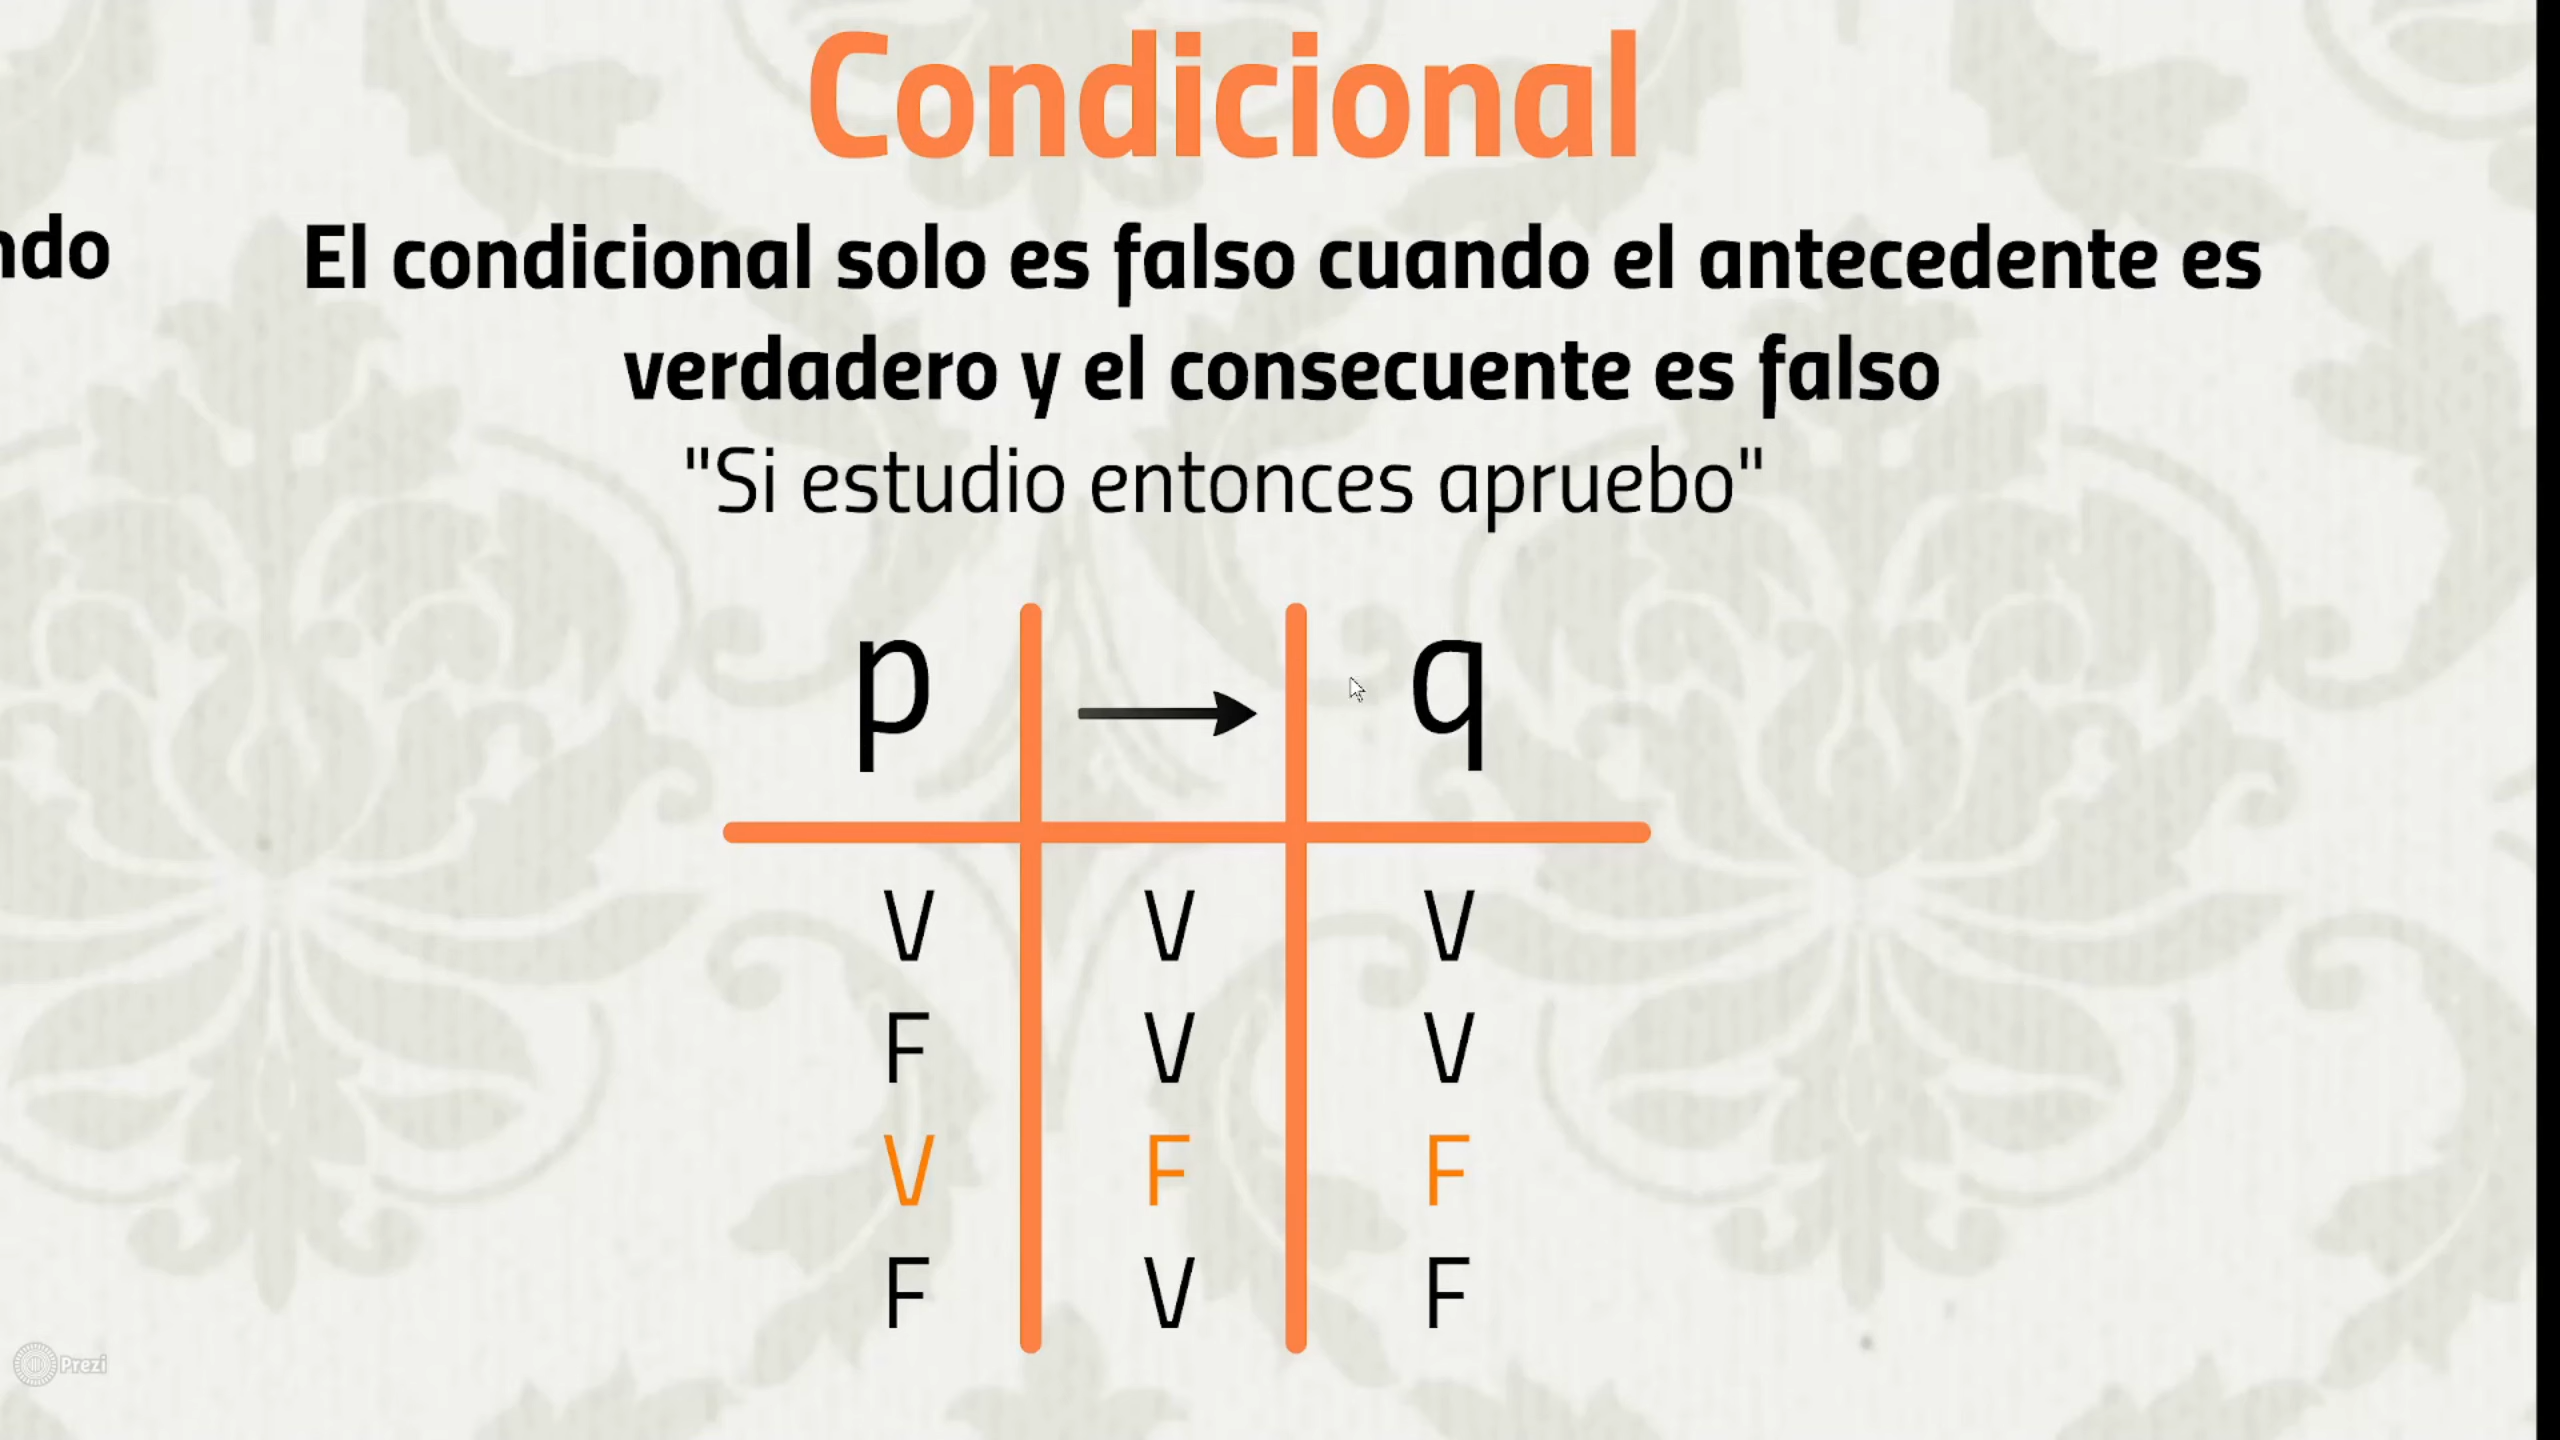 Condicional
ndo
El condicional solo es falso cuando el antecedente es
verdadero y el consecuente es falso
"Si estudio entonces apruebo"
p → q
V V V
F V V
V F F
F V F
Prezi